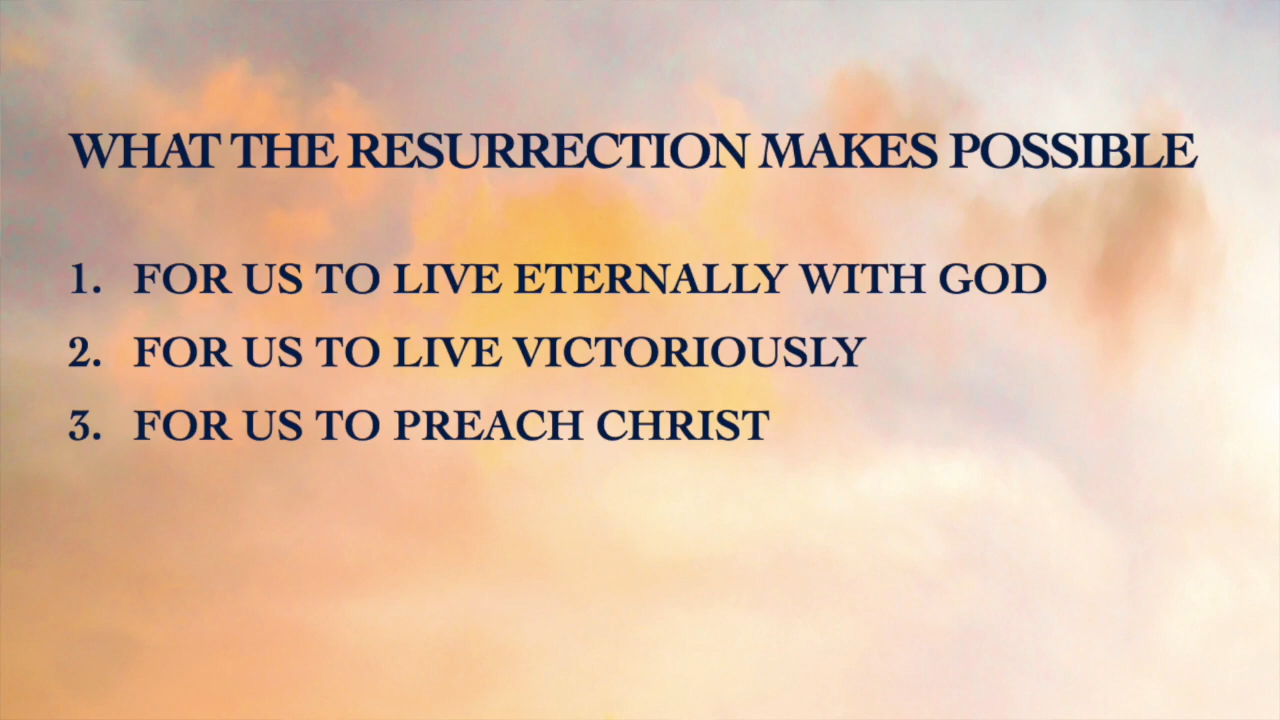 WHAT THE RESURRECTION MAKES POSSIBLE
1. FOR US TO LIVE ETERNALLY WITH GOD
2. FOR US TO LIVE VICTORIOUSLY
3. FOR US TO PREACH CHRIST